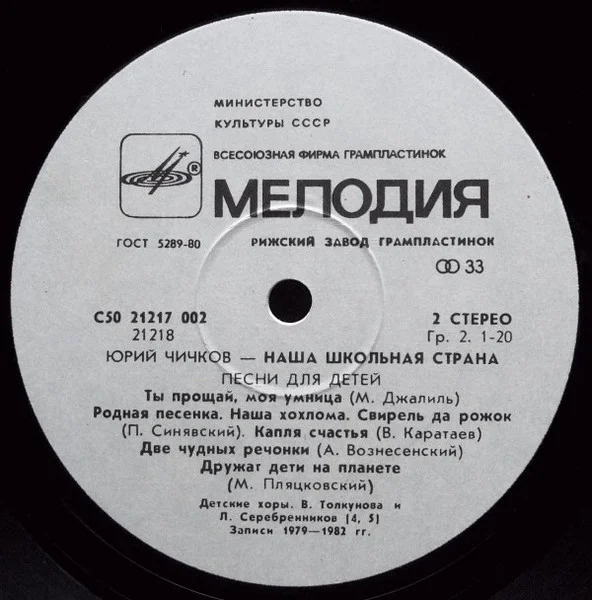 МИНИСТЕРСТВО
КУЛЬТУРЫ СССР
ВСЕСОЮЗНАЯ ФИРМА ГРАМПЛАСТИНОК
®
МЕЛОДИЯ
ГОСТ 5289-80 РИЖСКИЙ ЗАВОД ГРАМПЛАСТИНОК
33
С50 21217 002 2 СТЕРЕО
21218 Гр. 2. 1-20
ЮРИЙ ЧИЧКОВ — НАША ШКОЛЬНАЯ СТРАНА
ПЕСНИ ДЛЯ ДЕТЕЙ
Ты прощай, моя умница (М. Джалиль)
Родная песенка. Наша хохлома. Свирель да рожок
(П. Синявский). Капля счастья (В. Каратаев)
Две чудных речонки (А. Вознесенский)
Дружат дети на планете
(М. Пляцковский)
Детские хоры. В. Толкунова и
Л. Серебренников (4, 5)
Записи 1979—1982 гг.